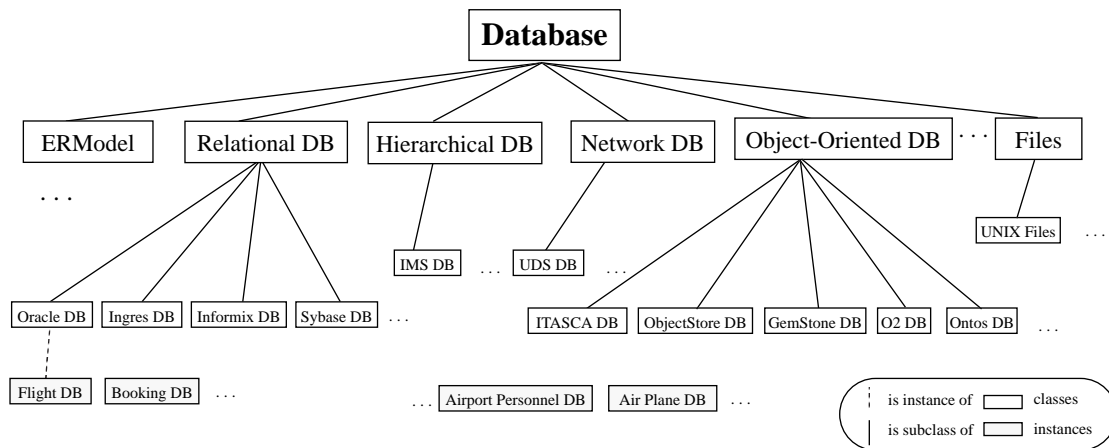 Database
ERModel
Relational DB
Hierarchical DB
Network DB
Object-Oriented DB
. . .
Files
. . .
UNIX Files
. . .
IMS DB
. . .
UDS DB
. . .
Oracle DB
Ingres DB
Informix DB
Sybase DB
. . .
ITASCA DB
ObjectStore DB
GemStone DB
O2 DB
Ontos DB
. . .
Flight DB
Booking DB
. . .
. . .
Airport Personnel DB
Air Plane DB
. . .
is instance of
classes
is subclass of
instances